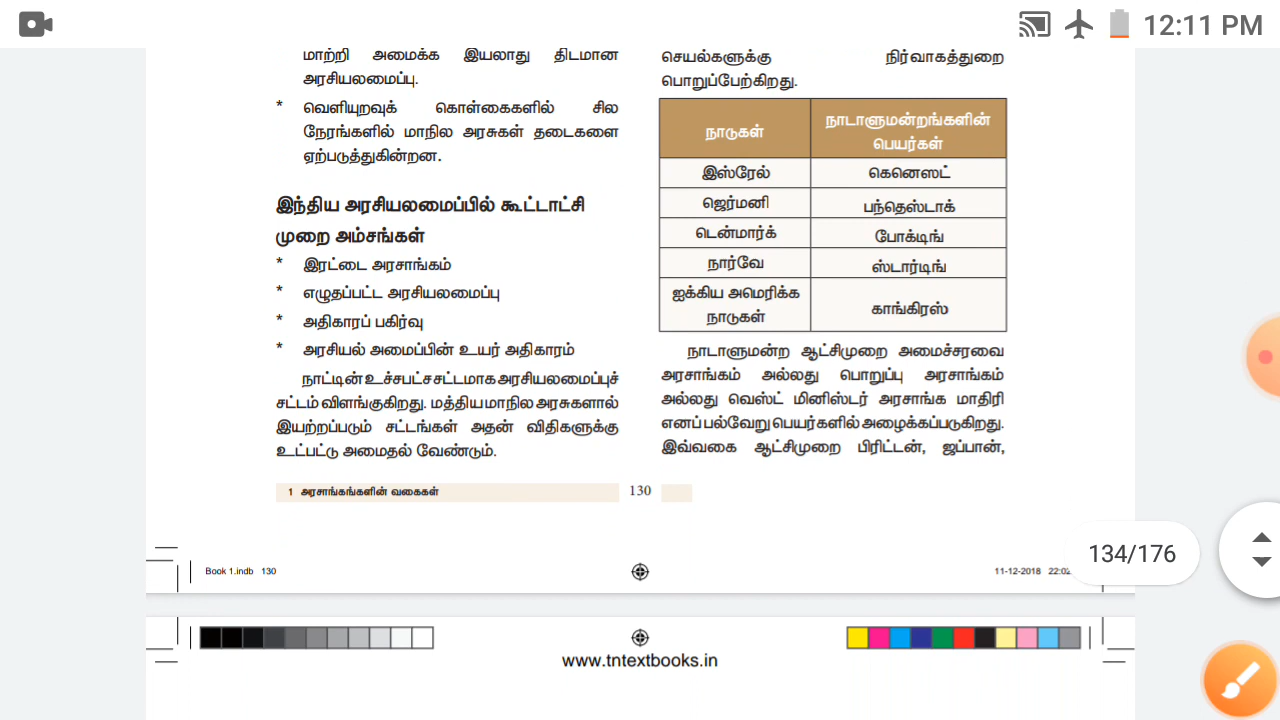 12:11 PM
மாற்றி அமைக்க இயலாது திடமான
அரசியலமைப்பு.
* வெளியுறவுக் கொள்கைகளில் சில
நேரங்களில் மாநில அரசுகள் தடைகளை
ஏற்படுத்துகின்றன.
இந்திய அரசியலமைப்பில் கூட்டாட்சி
முறை அம்சங்கள்
* இரட்டை அரசாங்கம்
* எழுதப்பட்ட அரசியலமைப்பு
* அதிகாரப் பகிர்வு
* அரசியல் அமைப்பின் உயர் அதிகாரம்
நாட்டின் உச்சபட்ச சட்டமாக அரசியலமைப்புச்
சட்டம் விளங்குகிறது. மத்திய மாநில அரசுகளால்
இயற்றப்படும் சட்டங்கள் அதன் விதிகளுக்கு
உட்பட்டு அமைதல் வேண்டும்.
செயல்களுக்கு நிர்வாகத்துறை
பொறுப்பேற்கிறது.
நாடுகள் நாடாளுமன்றங்களின்
பெயர்கள்
இஸ்ரேல் கெனெஸட்
ஜெர்மனி பந்தெஸ்டாக்
டென்மார்க் போக்டிங்
நார்வே ஸ்டார்டிங்
ஐக்கிய அமெரிக்க
நாடுகள் காங்கிரஸ்
நாடாளுமன்ற ஆட்சிமுறை அமைச்சரவை
அரசாங்கம் அல்லது பொறுப்பு அரசாங்கம்
அல்லது வெஸ்ட் மினிஸ்டர் அரசாங்க மாதிரி
எனப் பல்வேறு பெயர்களில் அழைக்கப்படுகிறது.
இவ்வகை ஆட்சிமுறை பிரிட்டன், ஜப்பான்,
1 அரசாங்கங்களின் வகைகள் 130
134/176
Book 1.indb 130 11-12-2018 22:02
www.tntextbooks.in